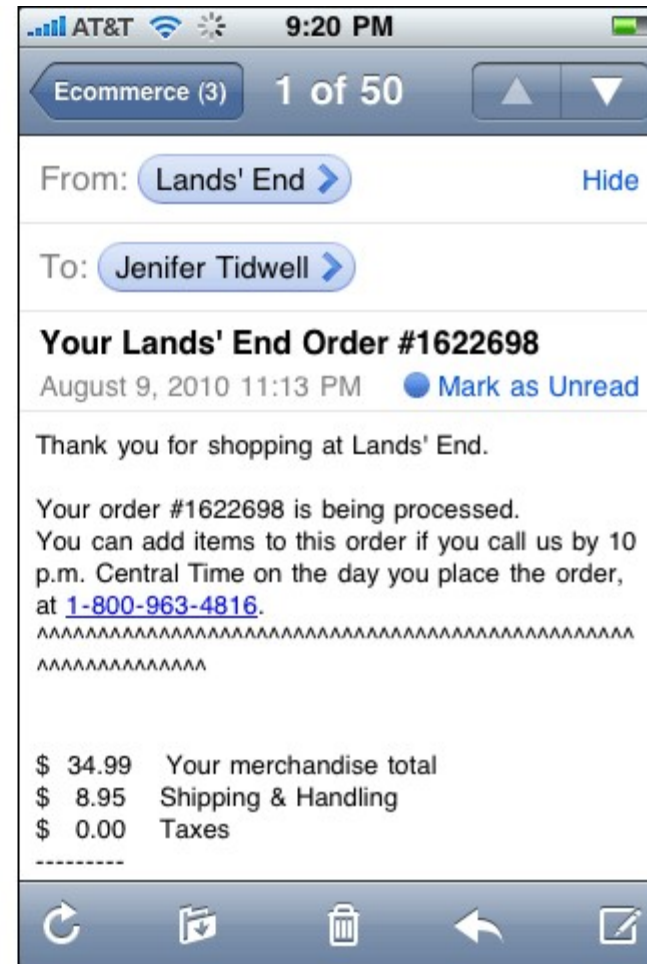 AT&T 9:20 PM
Ecommerce (3) 1 of 50
From: Lands' End Hide
To: Jenifer Tidwell
Your Lands' End Order #1622698
August 9, 2010 11:13 PM Mark as Unread
Thank you for shopping at Lands' End.
Your order #1622698 is being processed.
You can add items to this order if you call us by 10
p.m. Central Time on the day you place the order,
at 1-800-963-4816.
^^^^^^^^^^^^^^^^^^^^^^^^^^^^^^^^^^^^^^^^^^^^^^^^^
^^^^^^^^^^^^^^
$ 34.99 Your merchandise total
$ 8.95 Shipping & Handling
$ 0.00 Taxes
---------